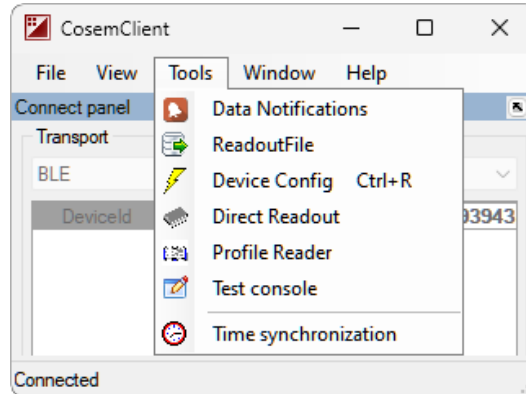 CosemClient
File View Tools Window Help
Connect panel
Transport
BLE
DeviceId 93943
Data Notifications
ReadoutFile
Device Config Ctrl+R
Direct Readout
Profile Reader
Test console
Time synchronization
Connected